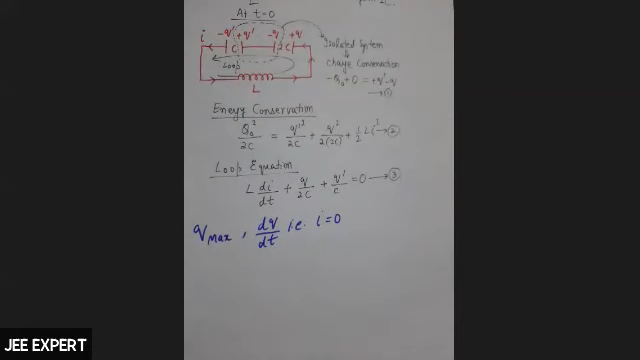 L
At t=0
-q' +q' -q +q
i C 2C
Loop
L
Isolated System
charge Conservation
-Q₀+0 = +q'-q
→①
Energy Conservation
Q₀²/2C = q'²/2C + q²/2(2C) + 1/2 Li² →②
Loop Equation
L di/dt + q/2C + q'/C = 0 →③
q max , dq/dt i.e. i=0
JEE EXPERT